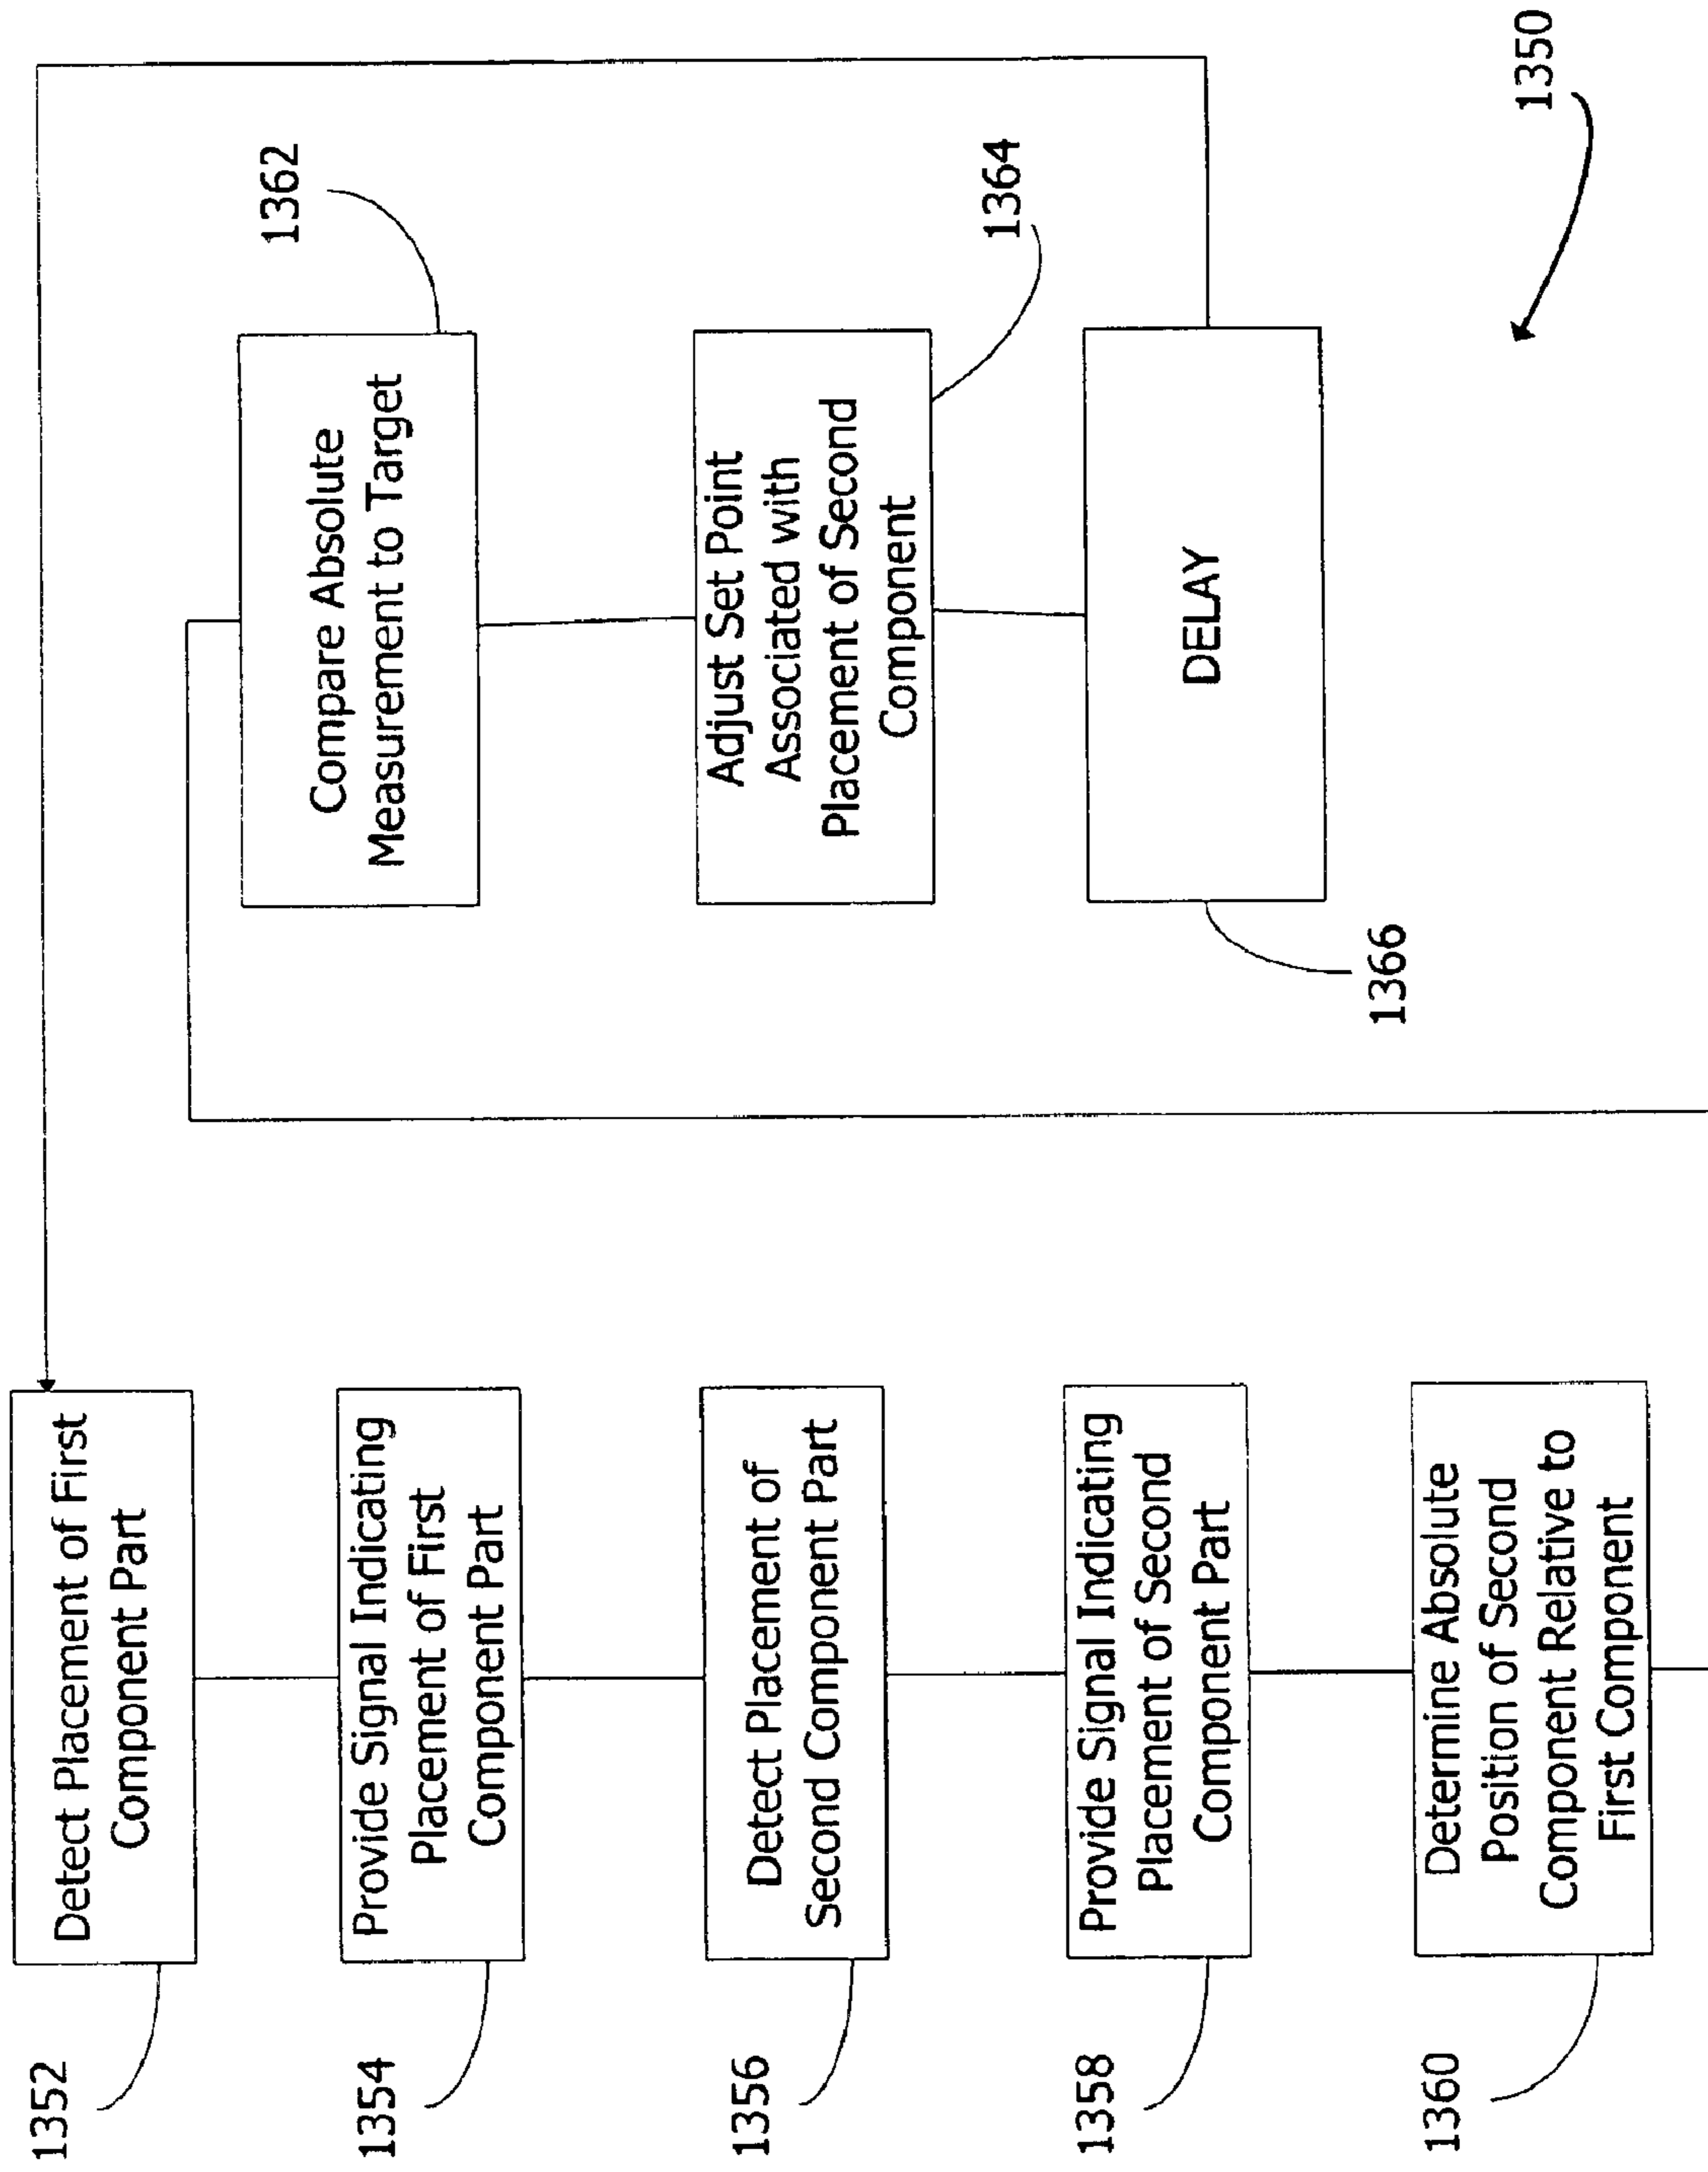 1352
Detect Placement of First
Component Part
1354
Provide Signal Indicating
Placement of First
Component Part
1356
Detect Placement of
Second Component Part
1358
Provide Signal Indicating
Placement of Second
Component Part
1360
Determine Absolute
Position of Second
Component Relative to
First Component
1362
Compare Absolute
Measurement to Target
1364
Adjust Set Point
Associated with
Placement of Second
Component
1366
DELAY
1350